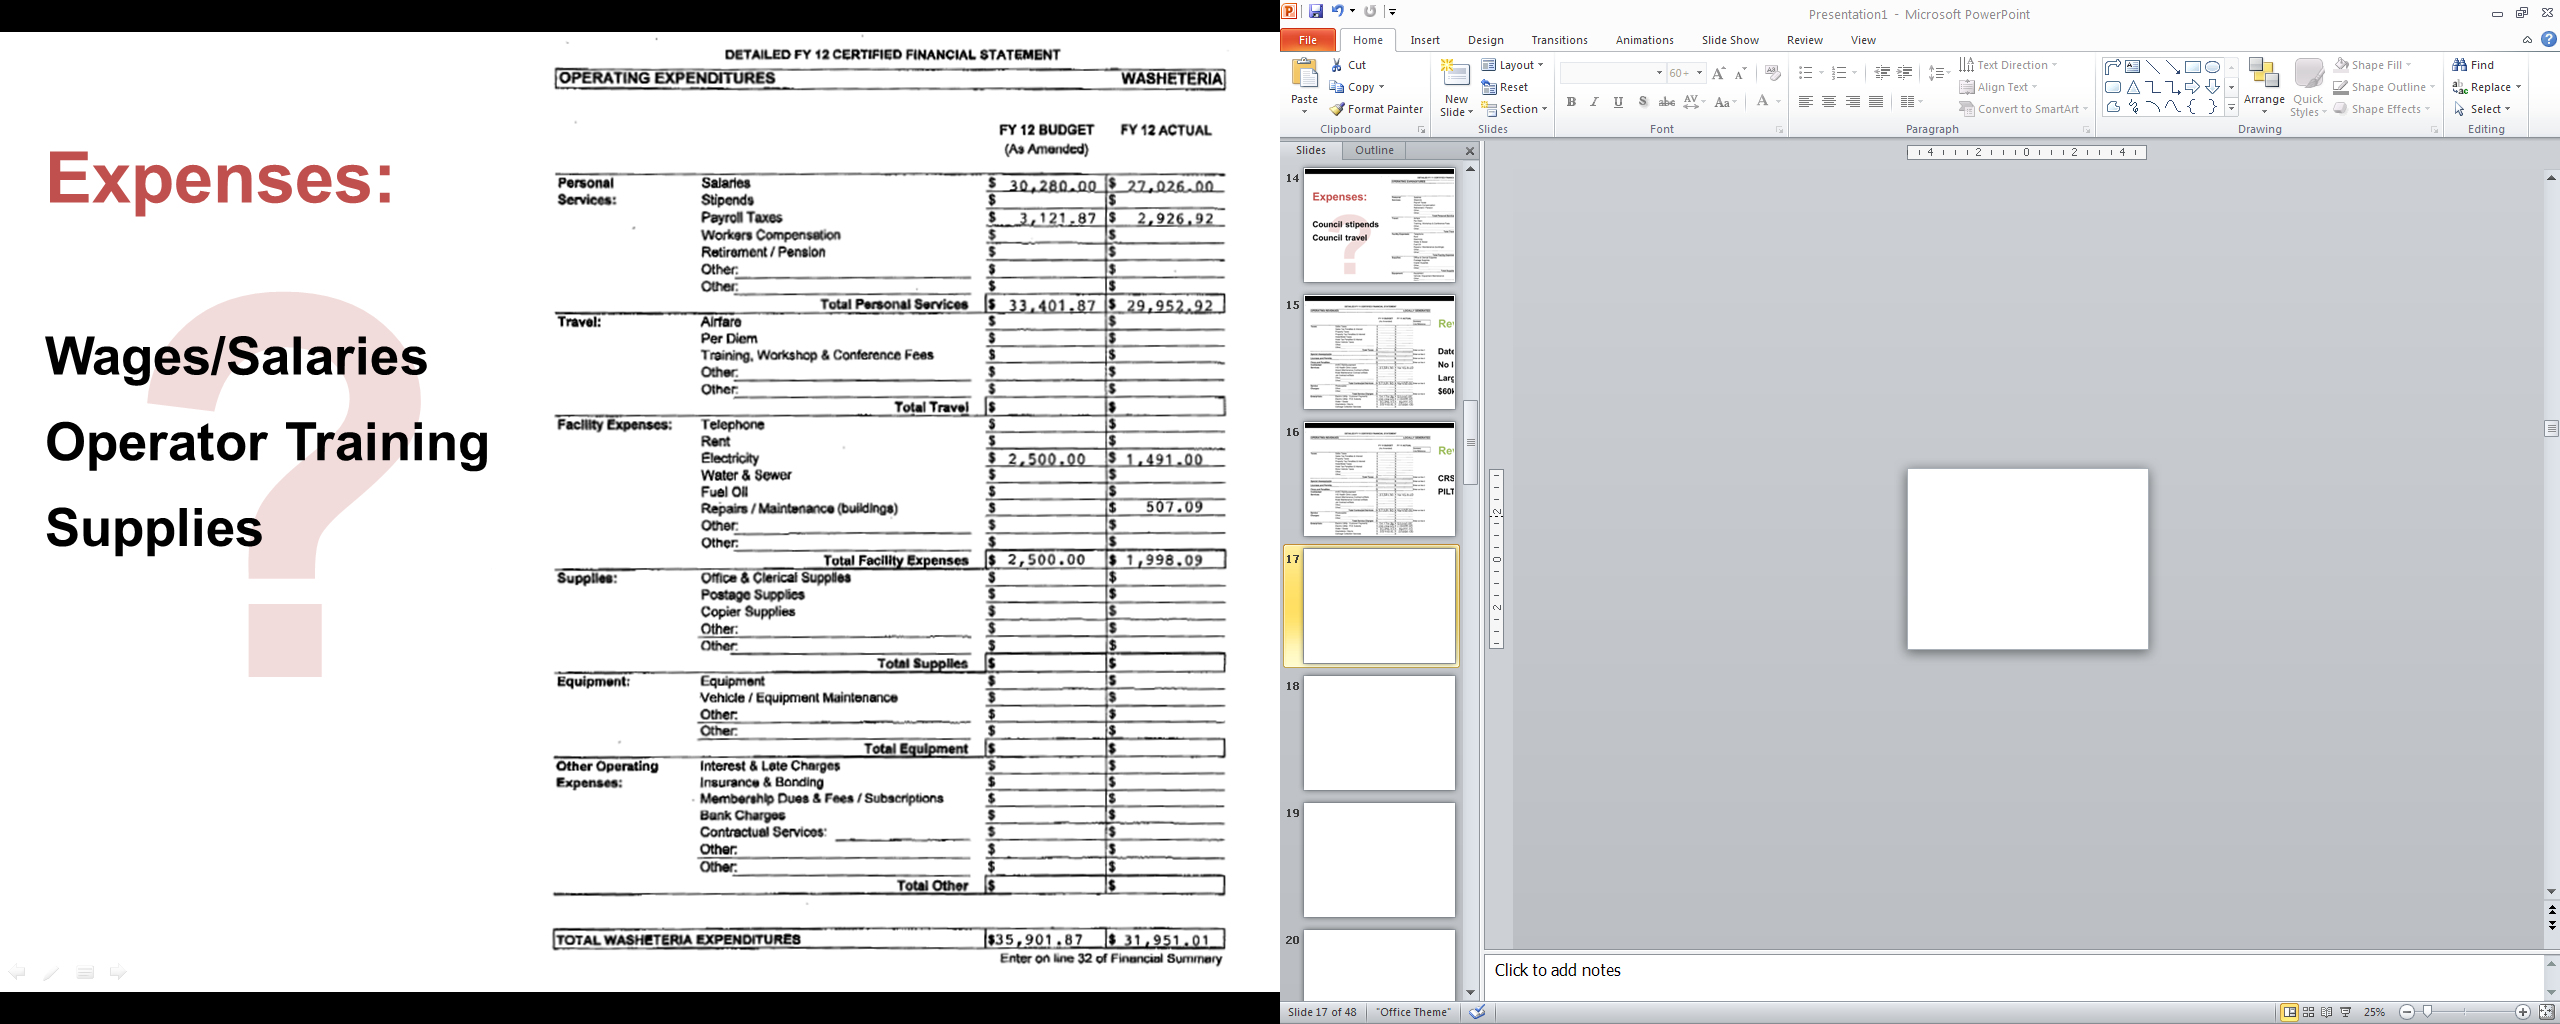 DETAILED FY 12 CERTIFIED FINANCIAL STATEMENT
OPERATING EXPENDITURES WASHETERIA
FY 12 BUDGET FY 12 ACTUAL
(As Amended)
Expenses:
Wages/Salaries
Operator Training
Supplies
Personal Services:
Salaries $ 30,280.00 $ 27,026.00
Stipends $ $
Payroll Taxes $ 3,121.87 $ 2,926.92
Workers Compensation $ $
Retirement / Pension $ $
Other: $ $
Other: $ $
Total Personal Services $ 33,401.87 $ 29,952.92
Travel: Airfare $ $
Per Diem $ $
Training, Workshop & Conference Fees $ $
Other: $ $
Other: $ $
Total Travel $ $
Facility Expenses: Telephone $ $
Rent $ $
Electricity $ 2,500.00 $ 1,491.00
Water & Sewer $ $
Fuel Oil $ $
Repairs / Maintenance (buildings) $ $ 507.09
Other: $ $
Other: $ $
Total Facility Expenses $ 2,500.00 $ 1,998.09
Supplies: Office & Clerical Supplies $ $
Postage Supplies $ $
Copier Supplies $ $
Other: $ $
Other: $ $
Total Supplies $ $
Equipment: Equipment $ $
Vehicle / Equipment Maintenance $ $
Other: $ $
Other: $ $
Total Equipment $ $
Other Operating Expenses:
Interest & Late Charges $ $
Insurance & Bonding $ $
Membership Dues & Fees / Subscriptions $ $
Bank Charges $ $
Contractual Services: $ $
Other: $ $
Other: $ $
Total Other $ $
TOTAL WASHETERIA EXPENDITURES $35,901.87 $ 31,951.01
Enter on line 32 of Financial Summary
Presentation1 - Microsoft PowerPoint
File Home Insert Design Transitions Animations Slide Show Review View
Paste Cut Copy Format Painter
Clipboard
New Slide Layout Reset Section
Slides
60+
Font
Text Direction
Align Text
Convert to SmartArt
Paragraph
Arrange Quick Styles
Shape Fill
Shape Outline
Shape Effects
Drawing
Find
Replace
Select
Editing
Slides Outline
14
Expenses:
Council stipends
Council travel
15
16
17
18
19
20
Click to add notes
Slide 17 of 48 "Office Theme" 25%